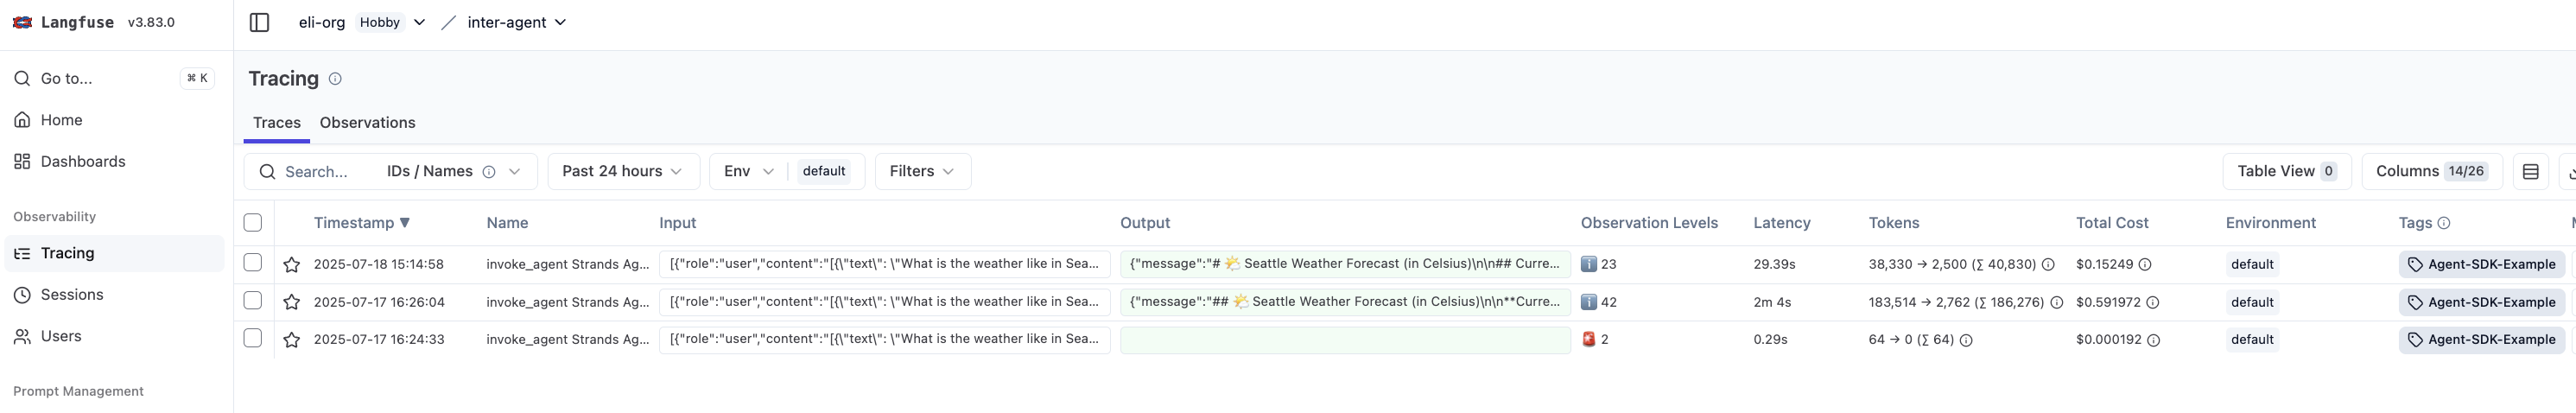 Langfuse v3.83.0
eli-org Hobby / inter-agent
Go to... ⌘ K
Home
Dashboards
Observability
Tracing
Sessions
Users
Prompt Management
Tracing
Traces Observations
Search... IDs / Names Past 24 hours Env default Filters Table View 0 Columns 14/26
Timestamp ▼ Name Input Output Observation Levels Latency Tokens Total Cost Environment Tags
2025-07-18 15:14:58 invoke_agent Strands Ag... [{"role":"user","content":"[{\"text\": \"What is the weather like in Sea... {"message":"# 🌤️ Seattle Weather Forecast (in Celsius)\n\n## Curre... ℹ️ 23 29.39s 38,330 → 2,500 (∑ 40,830) $0.15249 default Agent-SDK-Example
2025-07-17 16:26:04 invoke_agent Strands Ag... [{"role":"user","content":"[{\"text\": \"What is the weather like in Sea... {"message":"## 🌤️ Seattle Weather Forecast (in Celsius)\n\n**Curre... ℹ️ 42 2m 4s 183,514 → 2,762 (∑ 186,276) $0.591972 default Agent-SDK-Example
2025-07-17 16:24:33 invoke_agent Strands Ag... [{"role":"user","content":"[{\"text\": \"What is the weather like in Sea... 🚨 2 0.29s 64 → 0 (∑ 64) $0.000192 default Agent-SDK-Example